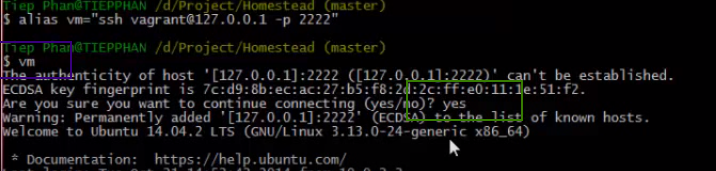 Tiep Phan@TIEPPHAN /d/Project/Homestead (master)
$ alias vm="ssh vagrant@127.0.0.1 -p 2222"
Tiep Phan@TIEPPHAN /d/Project/Homestead (master)
$ vm
The authenticity of host '[127.0.0.1]:2222 ([127.0.0.1]:2222)' can't be established.
ECDSA key fingerprint is 7c:d9:8b:ec:ac:27:b5:f8:2d:2c:ff:e0:11:1e:51:f2.
Are you sure you want to continue connecting (yes/no)? yes
Warning: Permanently added '[127.0.0.1]:2222' (ECDSA) to the list of known hosts.
Welcome to Ubuntu 14.04.2 LTS (GNU/Linux 3.13.0-24-generic x86_64)
* Documentation: https://help.ubuntu.com/